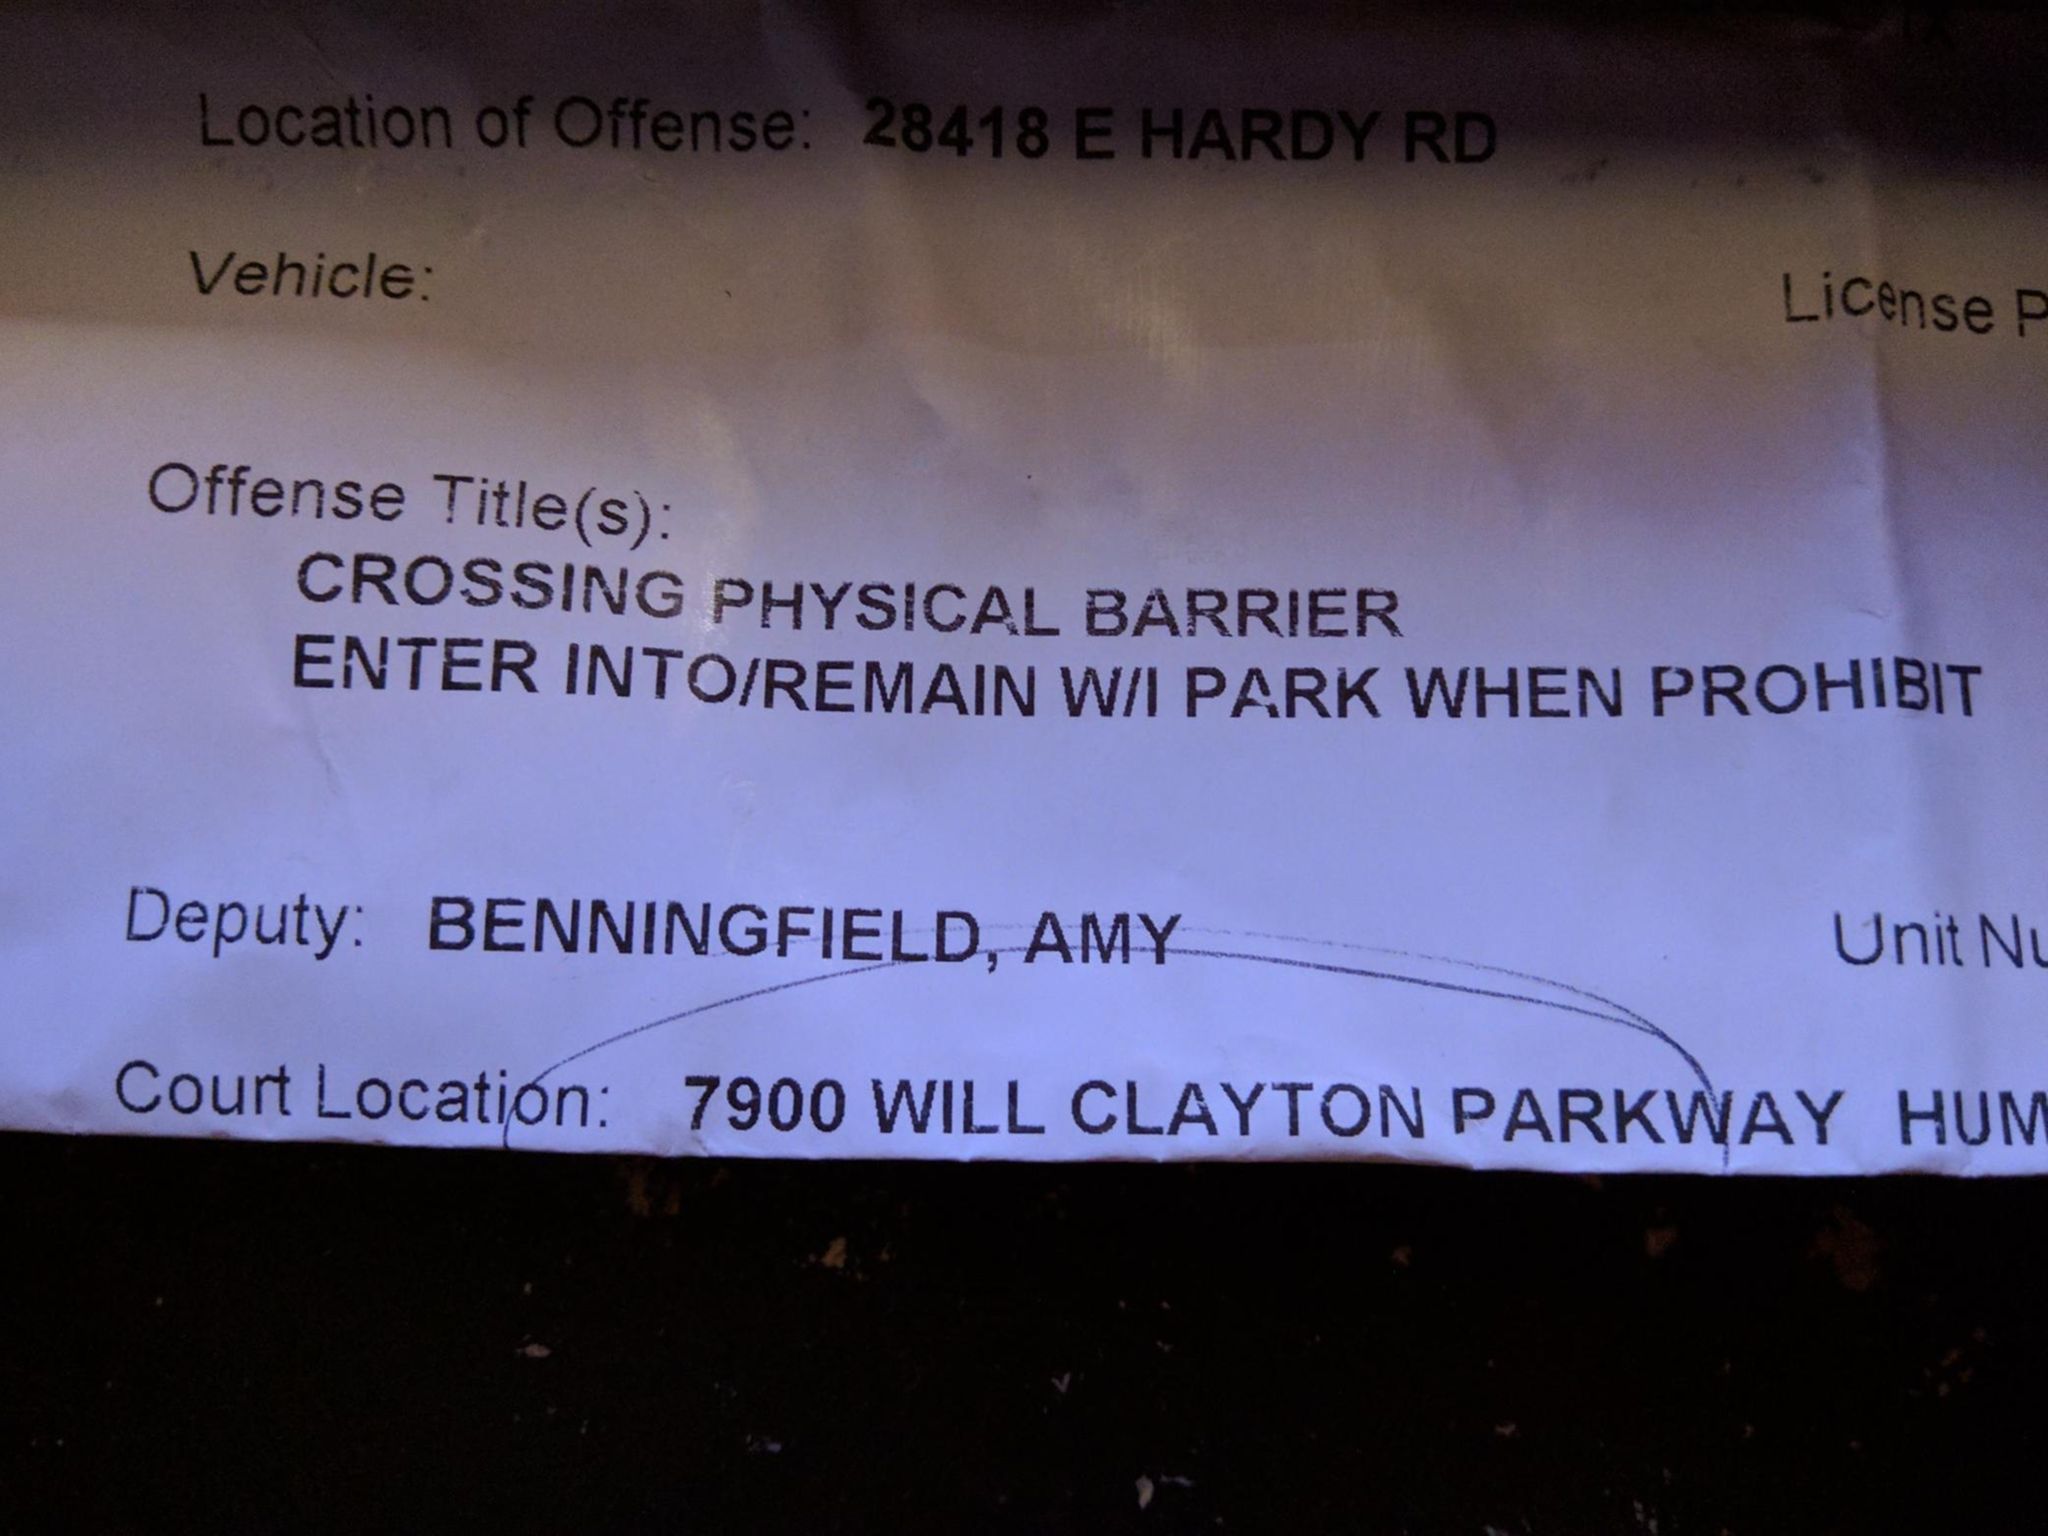 Location of Offense: 28418 E HARDY RD
Vehicle:
License P
Offense Title(s):
CROSSING PHYSICAL BARRIER
ENTER INTO/REMAIN W/I PARK WHEN PROHIBIT
Deputy: BENNINGFIELD, AMY
Unit Nu
Court Location: 7900 WILL CLAYTON PARKWAY HUM